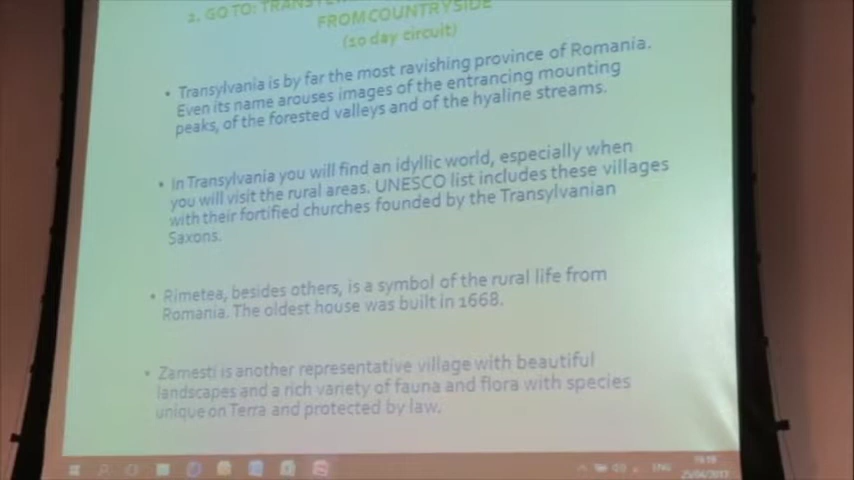 2. GO TO:
FROM COUNTRYSIDE
(10 day circuit)
• Transylvania is by far the most ravishing province of Romania.
Even its name arouses images of the entrancing mounting
peaks, of the forested valleys and of the hyaline streams.
• In Transylvania you will find an idyllic world, especially when
you will visit the rural areas. UNESCO list includes these villages
with their fortified churches founded by the Transylvanian
Saxons.
• Rimetea, besides others, is a symbol of the rural life from
Romania. The oldest house was built in 1668.
• Zarnesti is another representative village with beautiful
landscapes and a rich variety of fauna and flora with species
unique on Terra and protected by law.
ENG